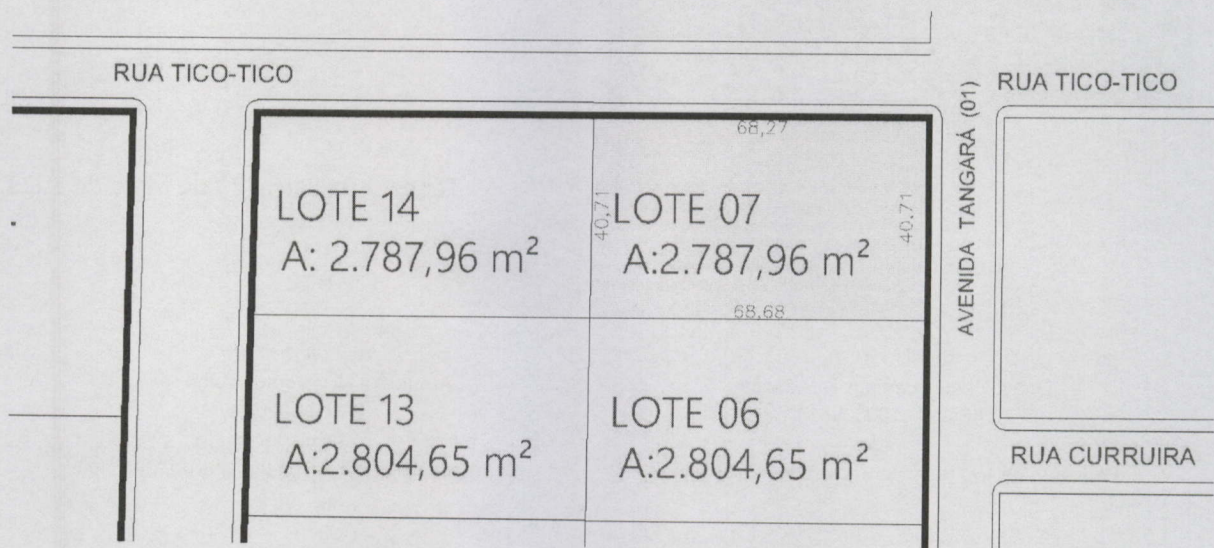 RUA TICO-TICO
RUA TICO-TICO
AVENIDA TANGARÁ (01)
68,27
LOTE 14
A: 2.787,96 m²
40,71
LOTE 07
A:2.787,96 m²
40,71
68,68
LOTE 13
A:2.804,65 m²
LOTE 06
A:2.804,65 m²
RUA CURRUIRA